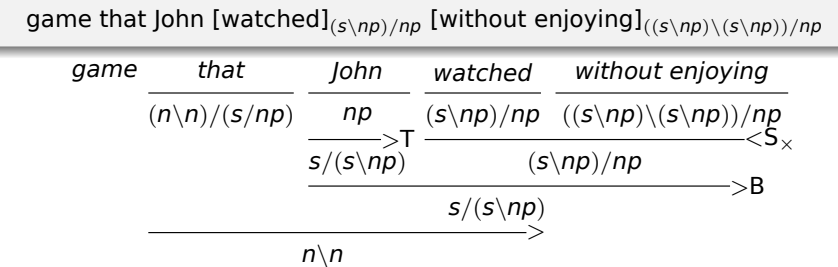 game that John [watched](s\np)/np [without enjoying]((s\np)\(s\np))/np
game that John watched without enjoying
(n\n)/(s/np) np (s\np)/np ((s\np)\(s\np))/np
>T <S×
s/(s\np) (s\np)/np
>B
s/(s\np)
>
n\n